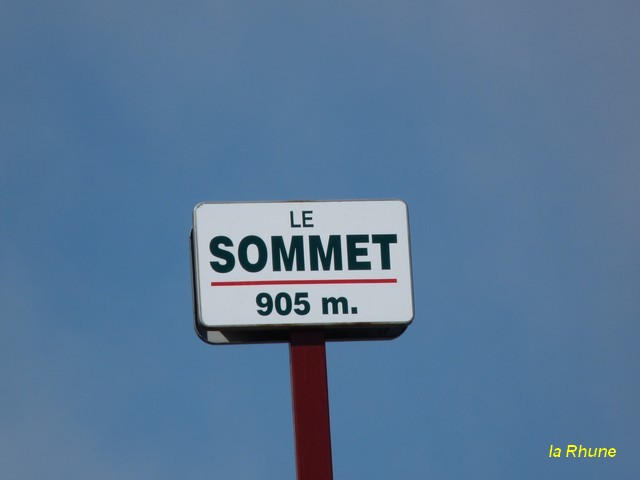 LE
SOMMET
905 m.
la Rhune